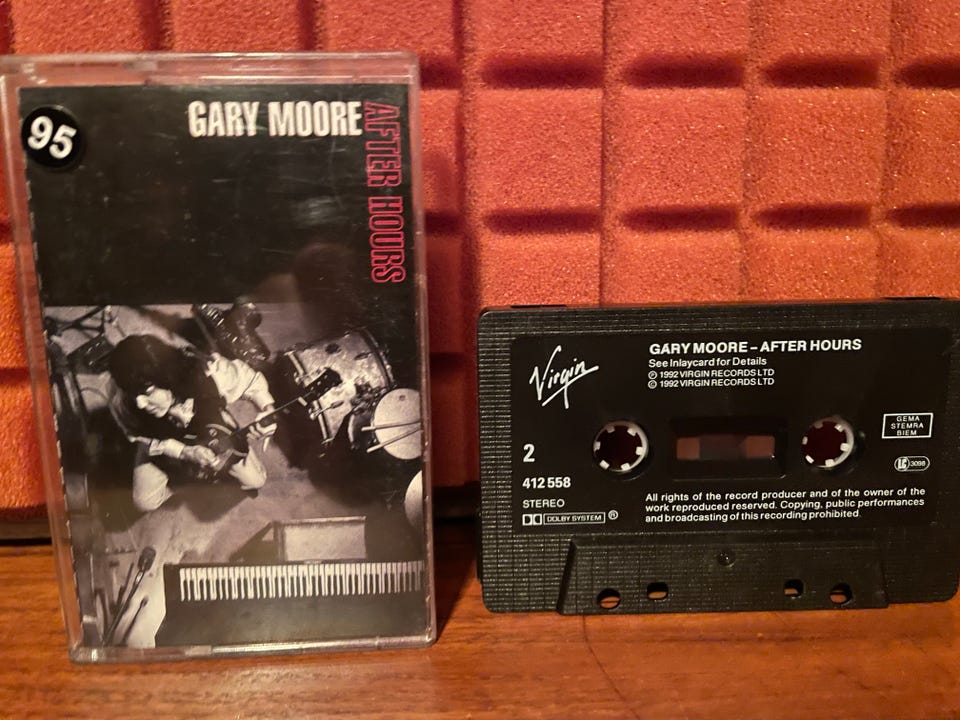 95
GARY MOORE
AFTER HOURS
Virgin
GARY MOORE – AFTER HOURS
See Inlaycard for Details
Ⓟ 1992 VIRGIN RECORDS LTD
© 1992 VIRGIN RECORDS LTD
GEMA
STEMRA
BIEM
LC 3098
2
412 558
STEREO
DOLBY SYSTEM ®
All rights of the record producer and of the owner of the
work reproduced reserved. Copying, public performances
and broadcasting of this recording prohibited.